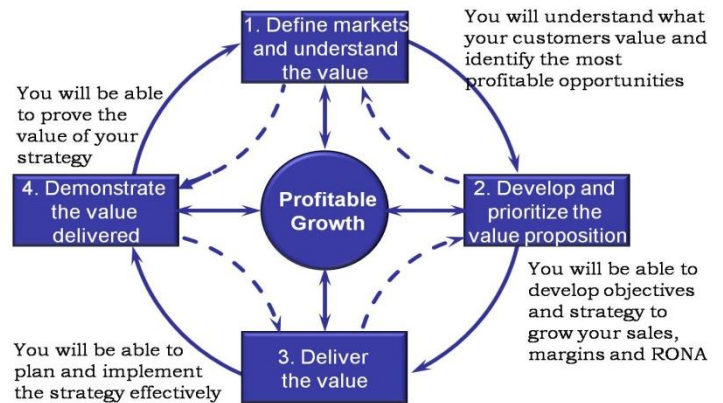 1. Define markets
and understand
the value
You will understand what
your customers value and
identify the most
profitable opportunities
You will be able
to prove the
value of your
strategy
4. Demonstrate
the value
delivered
Profitable
Growth
2. Develop and
prioritize the
value proposition
You will be able to
develop objectives
and strategy to
grow your sales,
margins and RONA
3. Deliver
the value
You will be able to
plan and implement
the strategy effectively